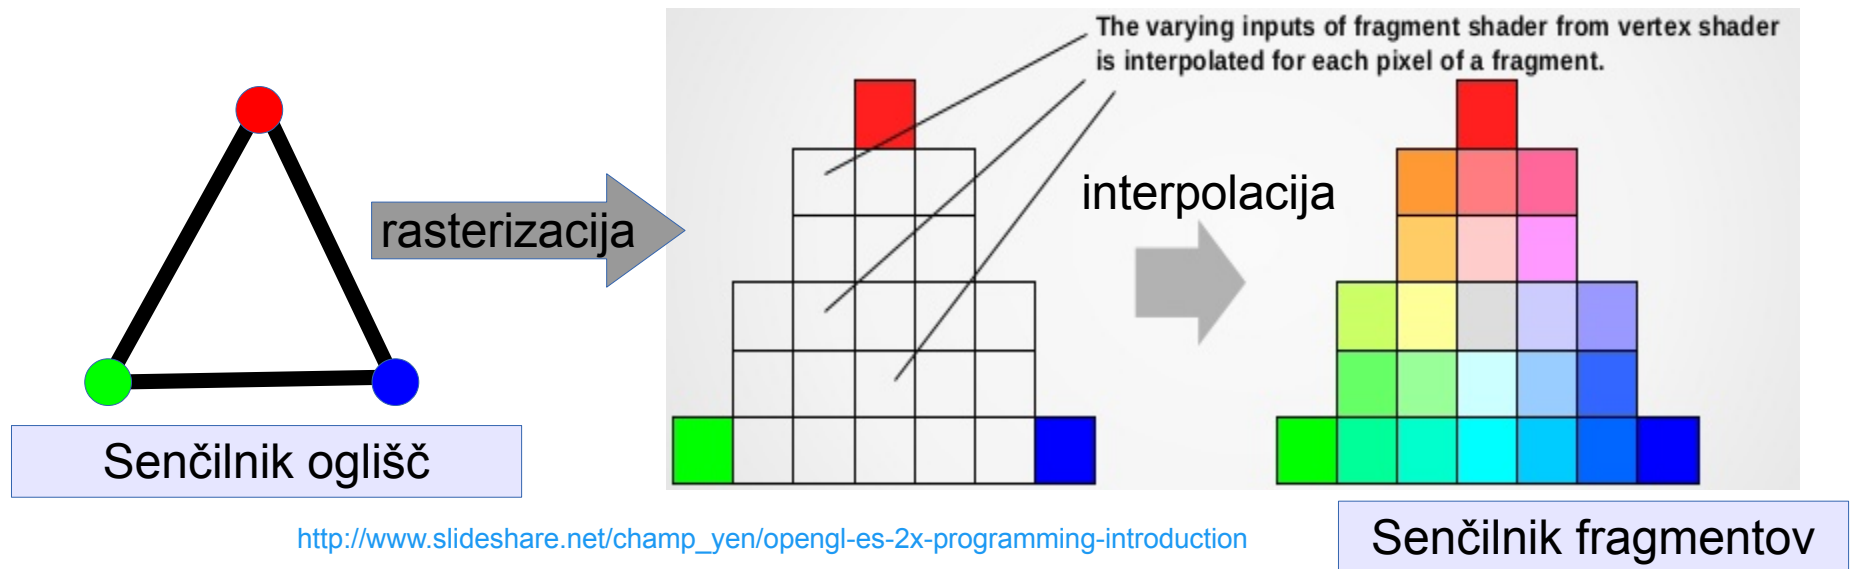 The varying inputs of fragment shader from vertex shader
is interpolated for each pixel of a fragment.
rasterizacija
interpolacija
Senčilnik oglišč
http://www.slideshare.net/champ_yen/opengl-es-2x-programming-introduction
Senčilnik fragmentov